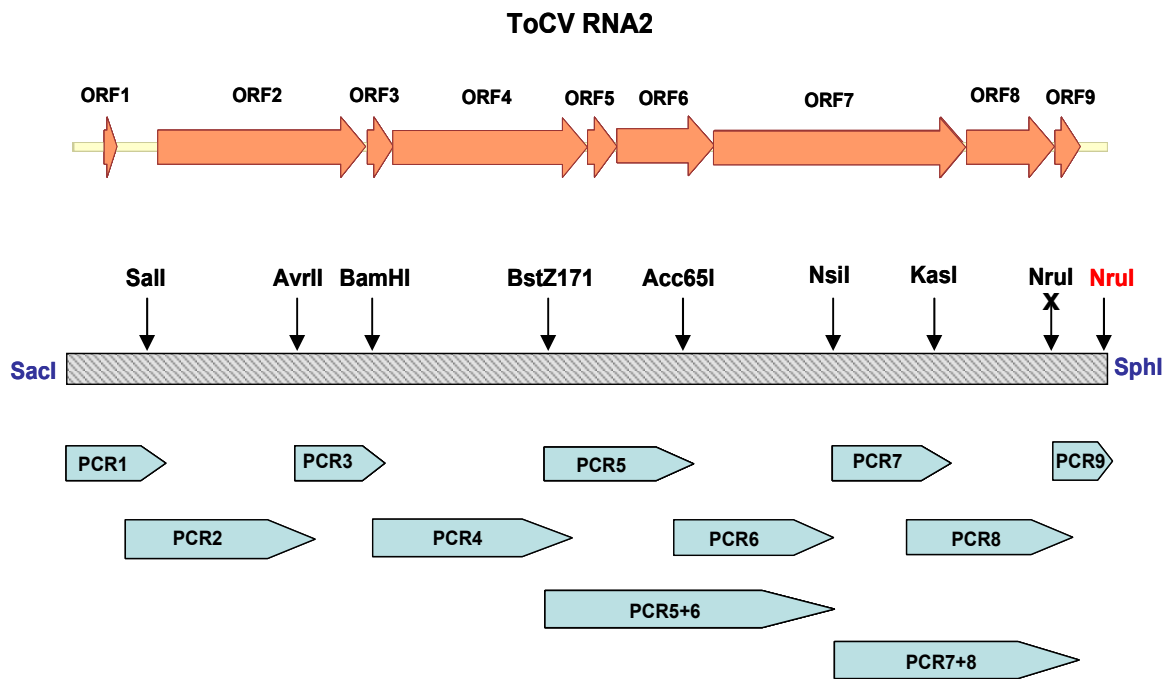 ToCV RNA2
ORF1 ORF2 ORF3 ORF4 ORF5 ORF6 ORF7 ORF8 ORF9
SalI AvrII BamHI BstZ171 Acc65I NsiI KasI NruI NruI
X
SacI SphI
PCR1 PCR3 PCR5 PCR7 PCR9
PCR2 PCR4 PCR6 PCR8
PCR5+6
PCR7+8